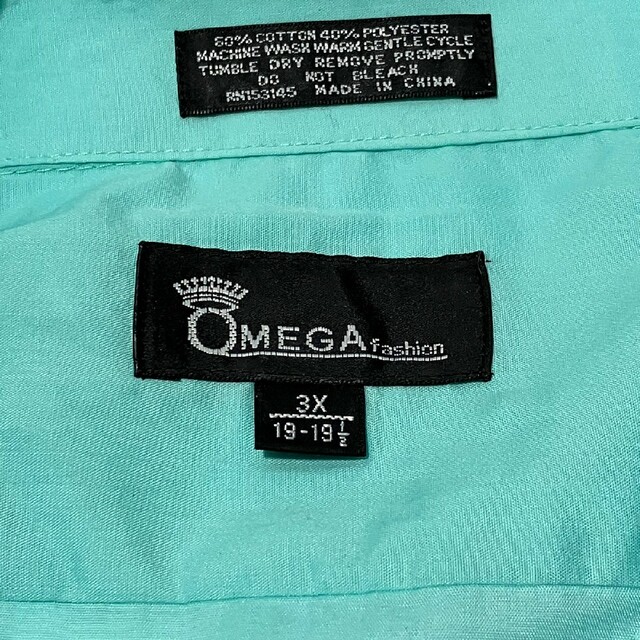 60% COTTON 40% POLYESTER
MACHINE WASH WARM GENTLE CYCLE
TUMBLE DRY REMOVE PROMPTLY
DO NOT BLEACH
RN153145 MADE IN CHINA
OMEGA fashion
3X
19-19½